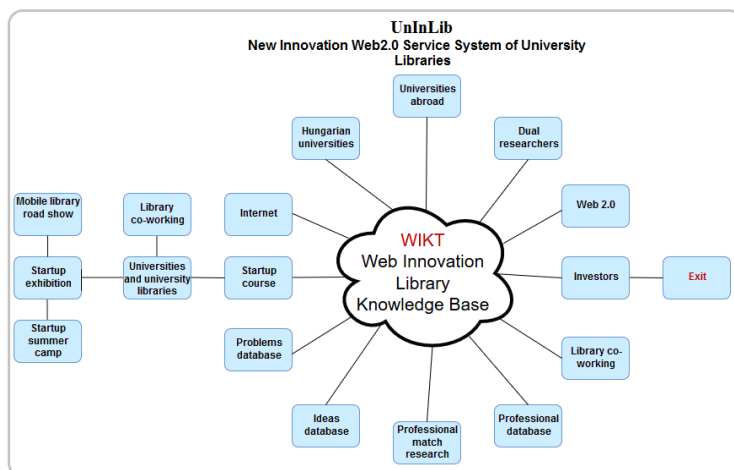 UnInLib
New Innovation Web2.0 Service System of University
Libraries
Universities
abroad
Hungarian
universities
Dual
researchers
Mobile library
road show
Library
co-working
Internet
Web 2.0
WIKT
Web Innovation
Library
Knowledge Base
Startup
exhibition
Universities
and university
libraries
Startup
course
Investors
Exit
Startup
summer
camp
Problems
database
Library co-
working
Ideas
database
Professional
match
research
Professional
database